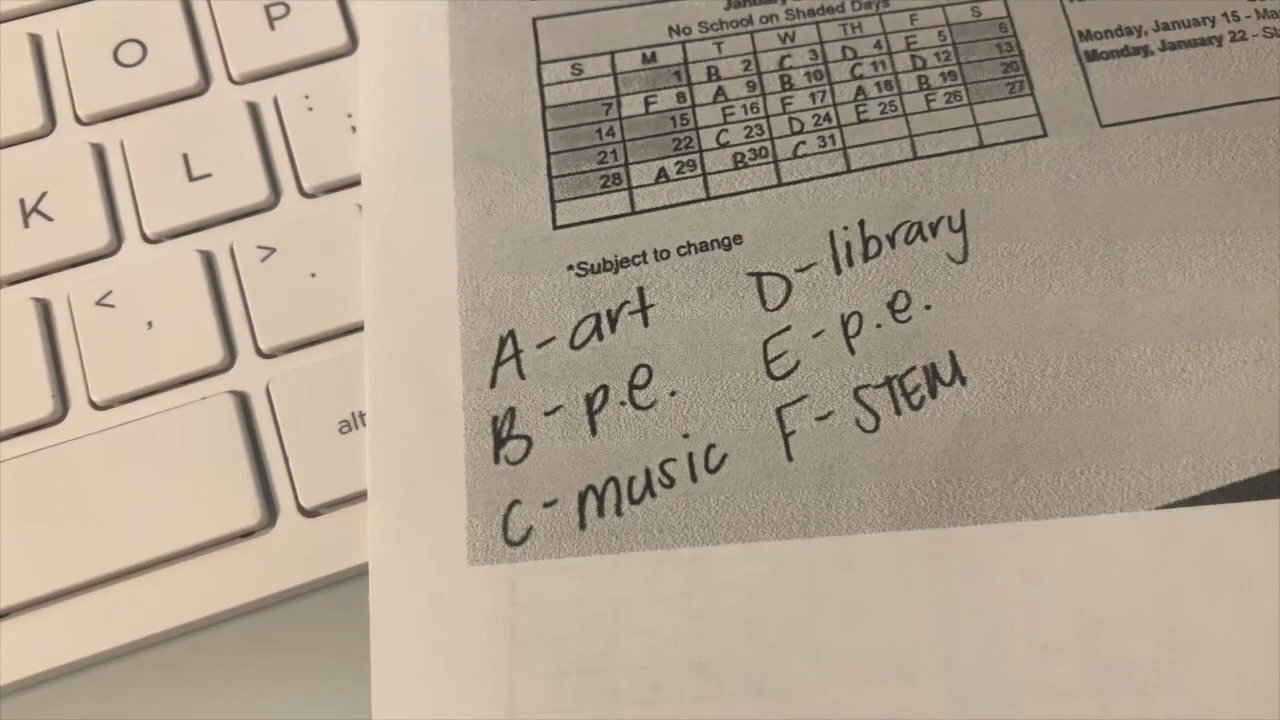 O
P
K
L
:
;
<
,
>
.
alt
No School on Shaded Days
S M T W TH F S
1 B 2 C 3 D 4 E 5 6
7 F 8 A 9 B 10 C 11 D 12 13
14 15 F 16 F 17 A 18 B 19 20
21 22 C 23 D 24 E 25 F 26 27
28 A 29 B 30 C 31
Monday, January 15 -
Monday, January 22 -
*Subject to change
A - art
B - p.e.
C - music
D - library
E - p.e.
F - STEM